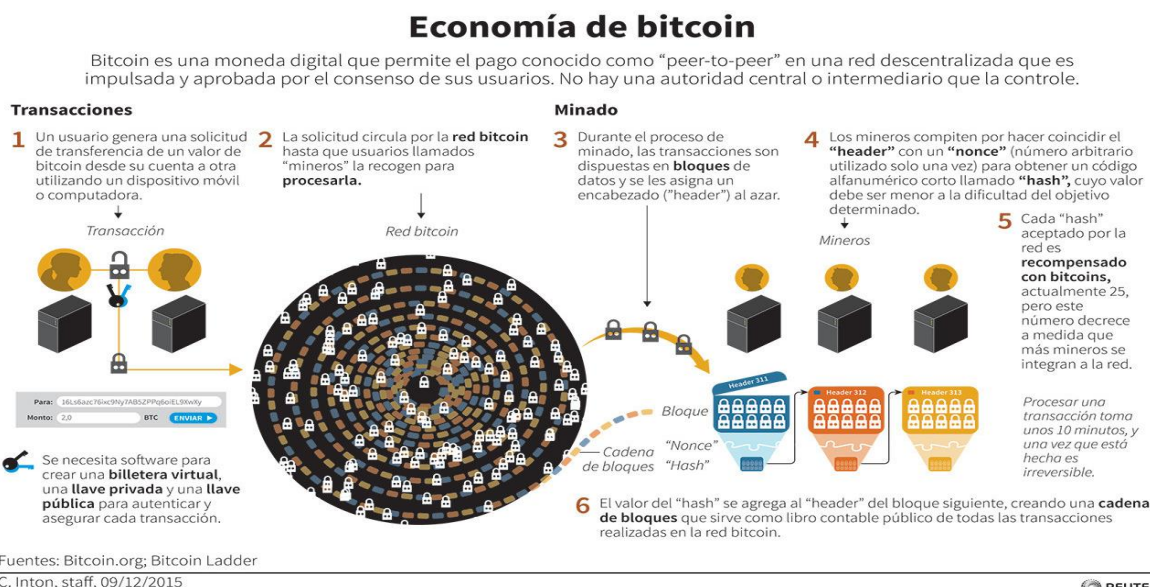 Economía de bitcoin
Bitcoin es una moneda digital que permite el pago conocido como “peer-to-peer” en una red descentralizada que es
impulsada y aprobada por el consenso de sus usuarios. No hay una autoridad central o intermediario que la controle.
Transacciones
1 Un usuario genera una solicitud
de transferencia de un valor de
bitcoin desde su cuenta a otra
utilizando un dispositivo móvil
o computadora.
Transacción
2 La solicitud circula por la red bitcoin
hasta que usuarios llamados
“mineros” la recogen para
procesarla.
Red bitcoin
Minado
3 Durante el proceso de
minado, las transacciones son
dispuestas en bloques de
datos y se les asigna un
encabezado (”header”) al azar.
4 Los mineros compiten por hacer coincidir el
“header” con un “nonce” (número arbitrario
utilizado solo una vez) para obtener un código
alfanumérico corto llamado “hash”, cuyo valor
debe ser menor a la dificultad del objetivo
determinado.
Mineros
5 Cada “hash”
aceptado por la
red es
recompensado
con bitcoins,
actualmente 25,
pero este
número decrece
a medida que
más mineros se
integran a la red.
Procesar una
transacción toma
unos 10 minutos, y
una vez que está
hecha es
irreversible.
Para:
Monto: 2,0 BTC ENVIAR
Se necesita software para
crear una billetera virtual,
una llave privada y una llave
pública para autenticar y
asegurar cada transacción.
Header 311
Header 312
Header 313
Bloque
“Nonce”
“Hash”
Cadena
de bloques
6 El valor del “hash” se agrega al “header” del bloque siguiente, creando una cadena
de bloques que sirve como libro contable público de todas las transacciones
realizadas en la red bitcoin.
Fuentes: Bitcoin.org; Bitcoin Ladder
C. Inton, staff, 09/12/2015
REUTE